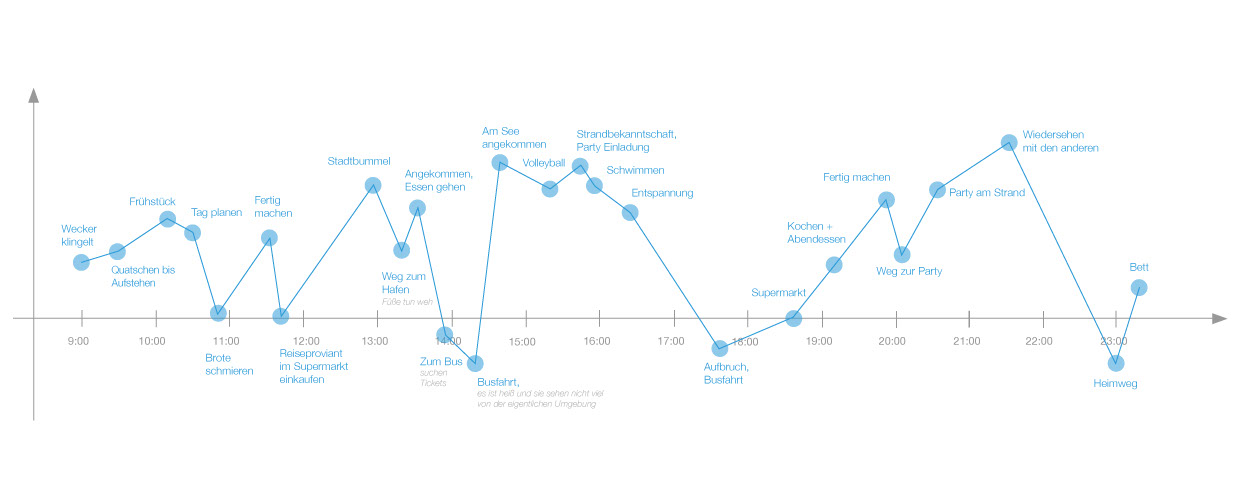 Wecker
klingelt
Quatschen bis
Aufstehen
Frühstück
Tag planen
Brote
schmieren
Fertig
machen
Reiseproviant
im Supermarkt
einkaufen
Stadtbummel
Weg zum
Hafen
Füße tun weh
Angekommen,
Essen gehen
Zum Bus
suchen
Tickets
Busfahrt,
es ist heiß und sie sehen nicht viel
von der eigentlichen Umgebung
Am See
angekommen
Volleyball
Strandbekanntschaft,
Party Einladung
Schwimmen
Entspannung
Aufbruch,
Busfahrt
Supermarkt
Kochen +
Abendessen
Fertig machen
Weg zur Party
Party am Strand
Wiedersehen
mit den anderen
Heimweg
Bett
9:00
10:00
11:00
12:00
13:00
14:00
15:00
16:00
17:00
18:00
19:00
20:00
21:00
22:00
23:00